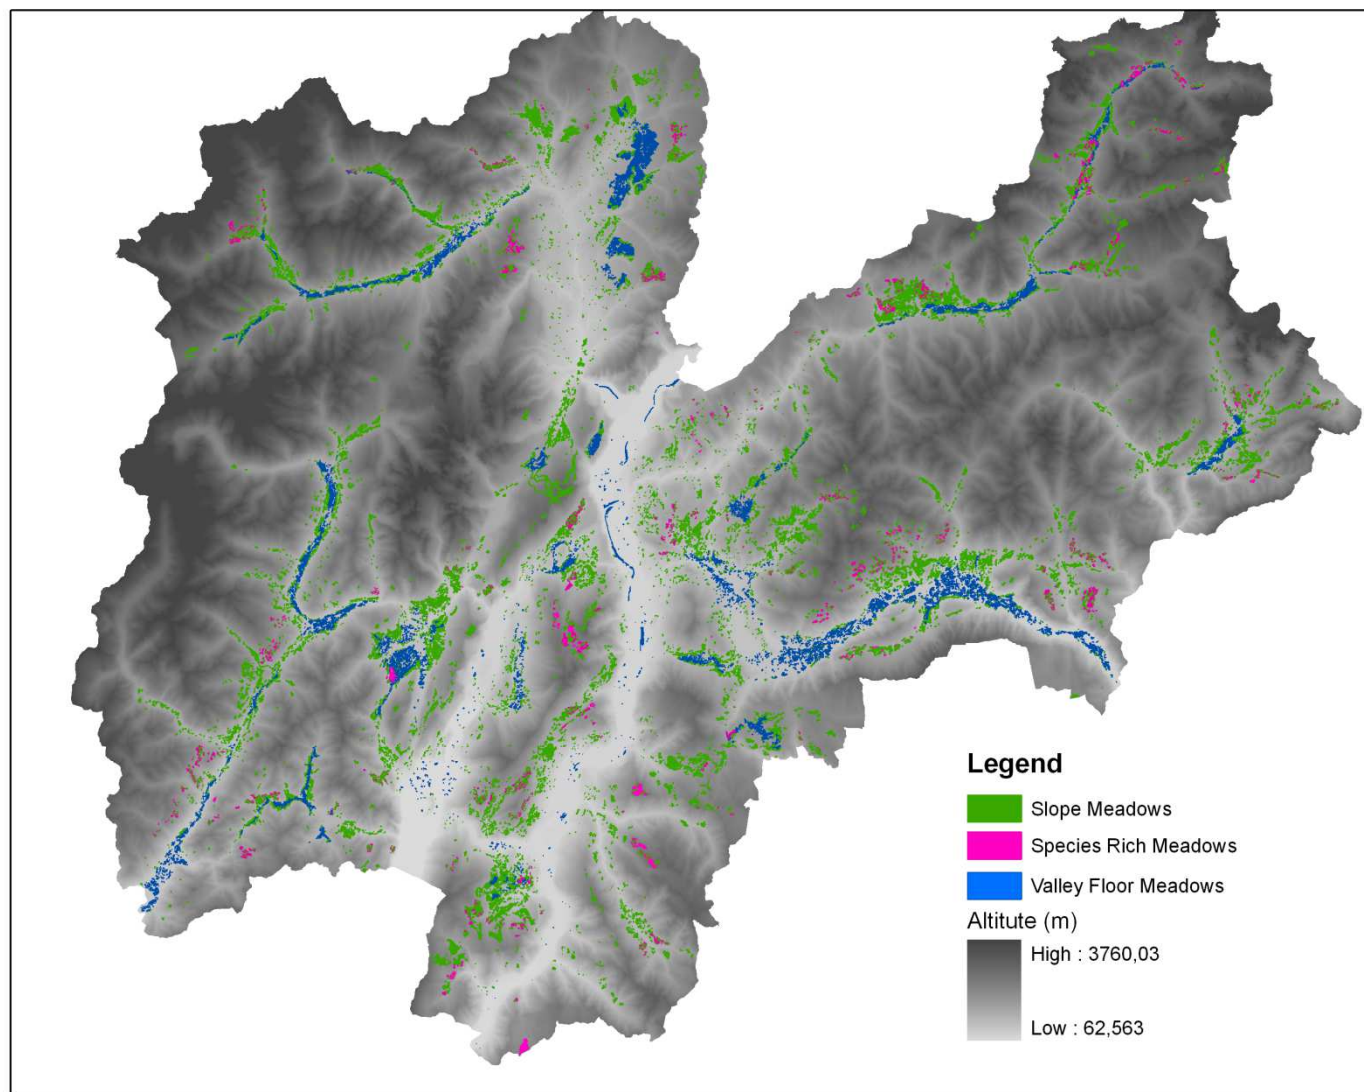 Legend
Slope Meadows
Species Rich Meadows
Valley Floor Meadows
Altitute (m)
High : 3760,03
Low : 62,563